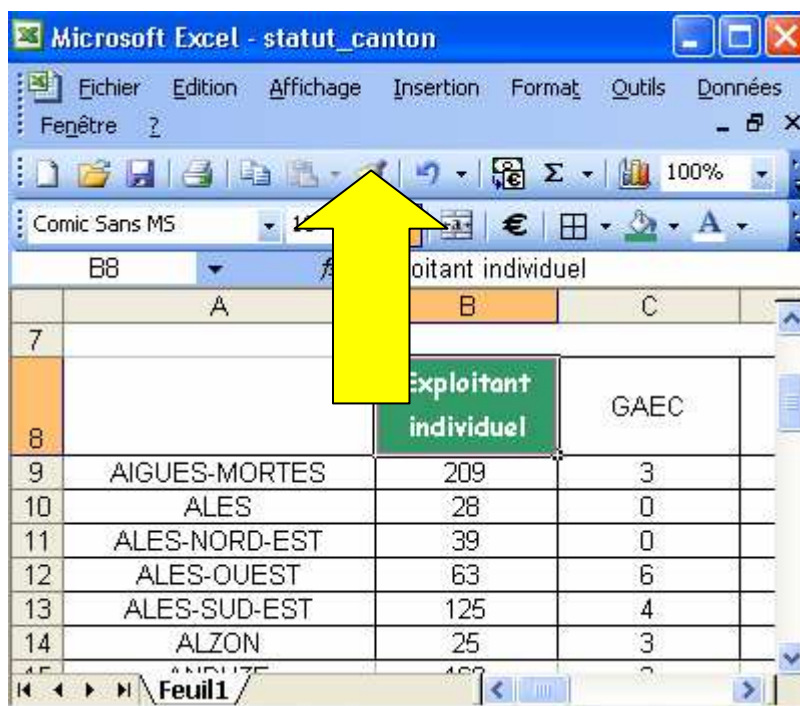 Microsoft Excel - statut_canton
Fichier Edition Affichage Insertion Format Outils Données
Fenêtre ?
100%
Comic Sans MS
B8 oitant individuel
A B C
7
8 Exploitant individuel GAEC
9 AIGUES-MORTES 209 3
10 ALES 28 0
11 ALES-NORD-EST 39 0
12 ALES-OUEST 63 6
13 ALES-SUD-EST 125 4
14 ALZON 25 3
Feuil1